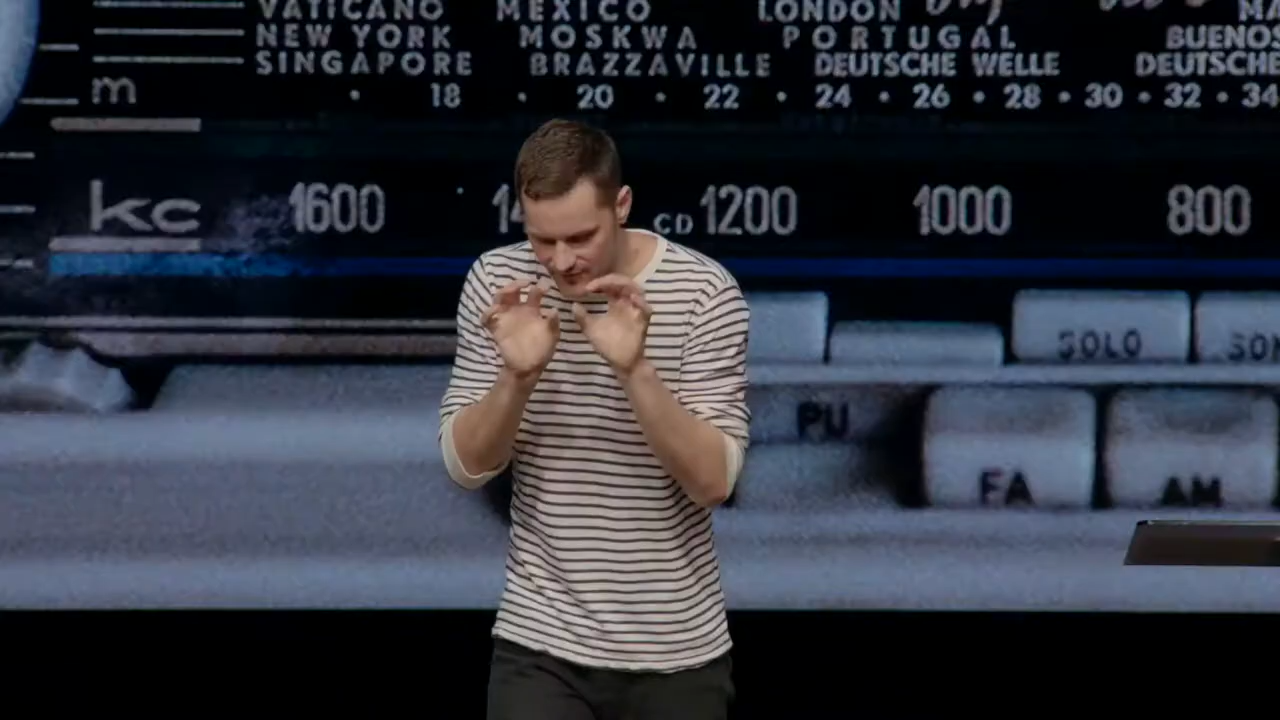 VATICANO MEXICO LONDON
NEW YORK MOSKWA PORTUGAL BUENOS
SINGAPORE BRAZZAVILLE DEUTSCHE WELLE DEUTSCHE
m • 18 • 20 • 22 • 24 • 26 • 28 • 30 • 32 • 34
kc 1600 14 CD 1200 1000 800
SOLO
PU FA AM